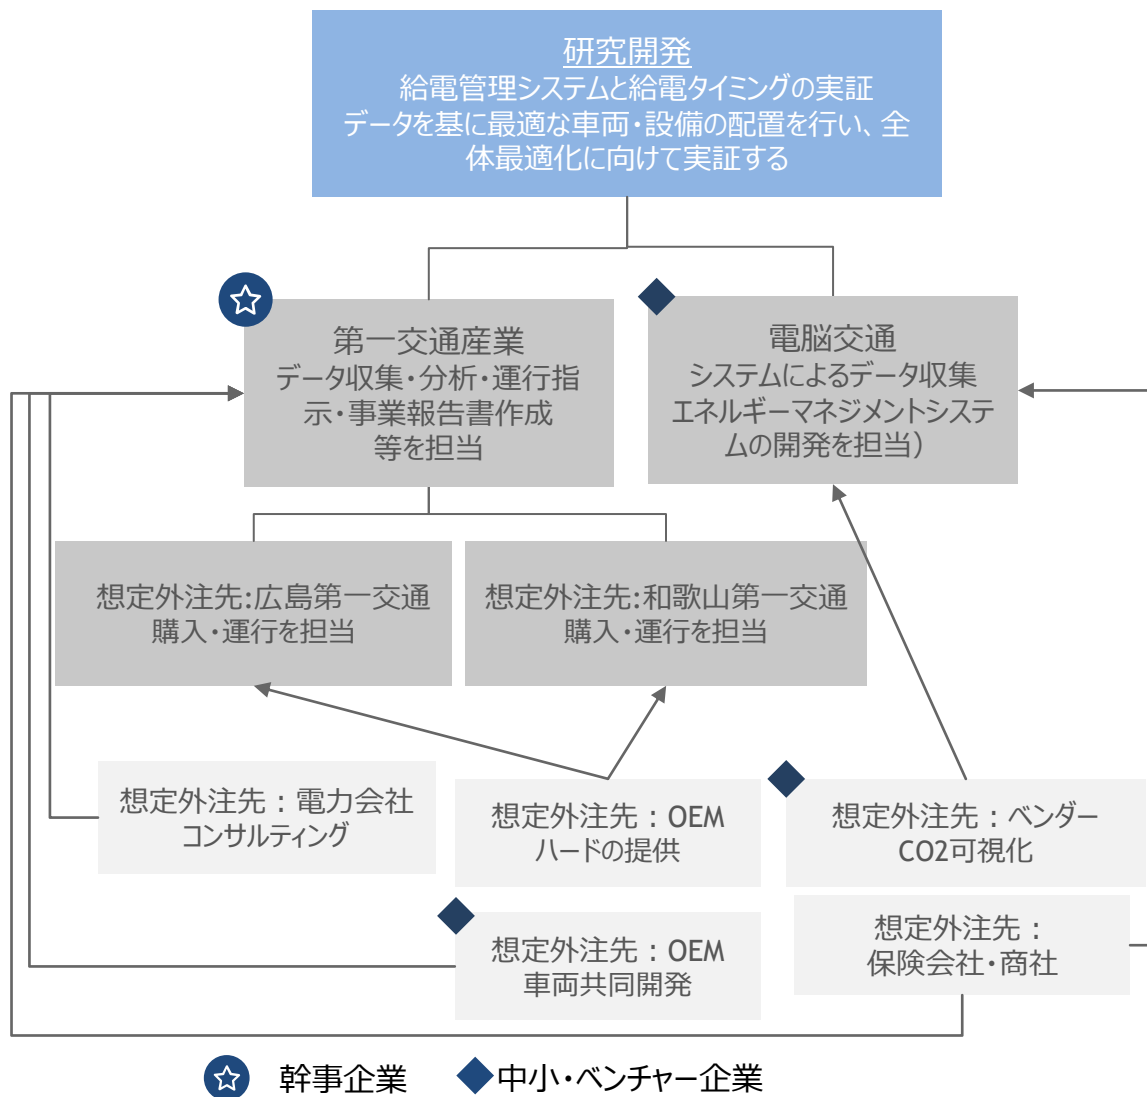 研究開発
給電管理システムと給電タイミングの実証
データを基に最適な車両・設備の配置を行い、全
体最適化に向けて実証する
第一交通産業
データ収集・分析・運行指
示・事業報告書作成
等を担当
電脳交通
システムによるデータ収集
エネルギーマネジメントシステ
ムの開発を担当）
想定外注先:広島第一交通
購入・運行を担当
想定外注先:和歌山第一交通
購入・運行を担当
想定外注先：電力会社
コンサルティング
想定外注先：OEM
ハードの提供
想定外注先：ベンダー
CO2可視化
想定外注先：OEM
車両共同開発
想定外注先：
保険会社・商社
幹事企業
中小・ベンチャー企業